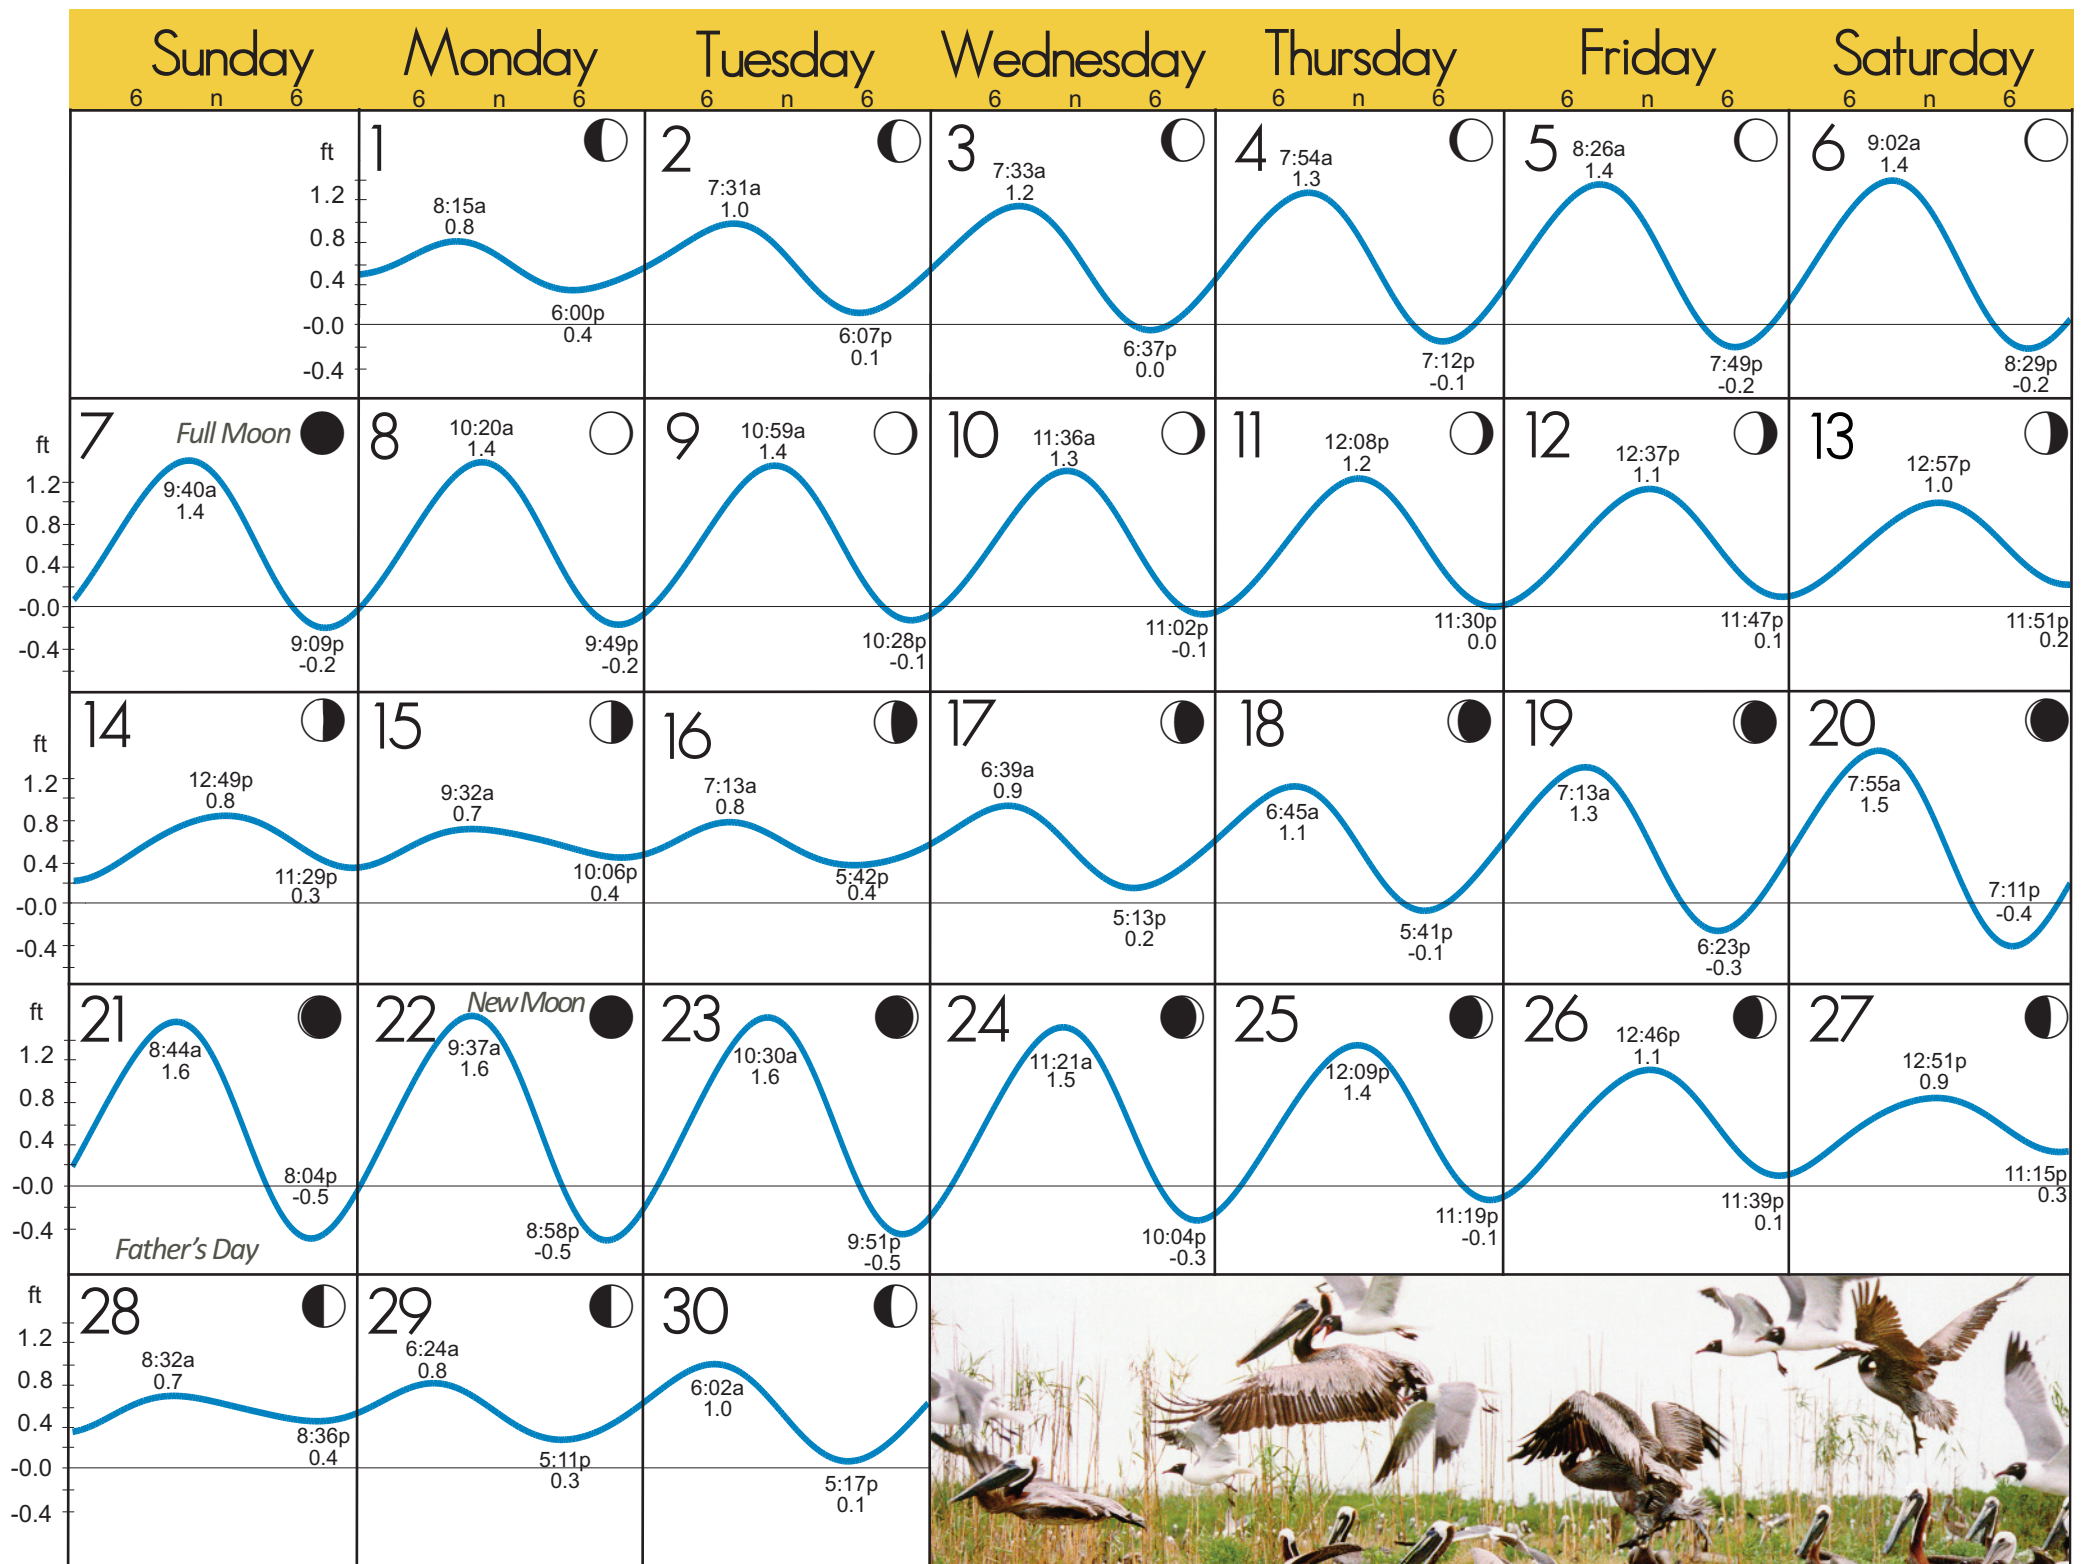 Sunday Monday Tuesday Wednesday Thursday Friday Saturday
6 n 6 6 n 6 6 n 6 6 n 6 6 n 6 6 n 6 6 n 6
ft
1.2
0.8
0.4
-0.0
-0.4
1
8:15a
0.8
6:00p
0.4
2
7:31a
1.0
6:07p
0.1
3
7:33a
1.2
6:37p
0.0
4
7:54a
1.3
7:12p
-0.1
5
8:26a
1.4
7:49p
-0.2
6
9:02a
1.4
8:29p
-0.2
ft
1.2
0.8
0.4
-0.0
-0.4
7
Full Moon
9:40a
1.4
9:09p
-0.2
8
10:20a
1.4
9:49p
-0.2
9
10:59a
1.4
10:28p
-0.1
10
11:36a
1.3
11:02p
-0.1
11
12:08p
1.2
11:30p
0.0
12
12:37p
1.1
11:47p
0.1
13
12:57p
1.0
11:51p
0.2
ft
1.2
0.8
0.4
-0.0
-0.4
14
12:49p
0.8
11:29p
0.3
15
9:32a
0.7
10:06p
0.4
16
7:13a
0.8
5:42p
0.4
17
6:39a
0.9
5:13p
0.2
18
6:45a
1.1
5:41p
-0.1
19
7:13a
1.3
6:23p
-0.3
20
7:55a
1.5
7:11p
-0.4
ft
1.2
0.8
0.4
-0.0
-0.4
21
8:44a
1.6
8:04p
-0.5
Father's Day
22
New Moon
9:37a
1.6
8:58p
-0.5
23
10:30a
1.6
9:51p
-0.5
24
11:21a
1.5
10:04p
-0.3
25
12:09p
1.4
11:19p
-0.1
26
12:46p
1.1
11:39p
0.1
27
12:51p
0.9
11:15p
0.3
ft
1.2
0.8
0.4
-0.0
-0.4
28
8:32a
0.7
8:36p
0.4
29
6:24a
0.8
5:11p
0.3
30
6:02a
1.0
5:17p
0.1